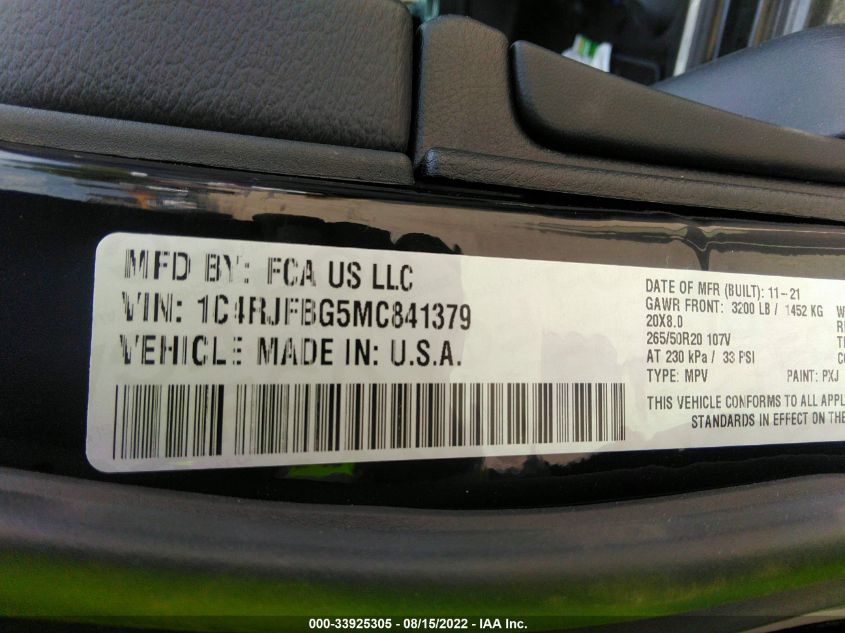 MFD BY: FCA US LLC
VIN: 1C4RJFBG5MC841379
VEHICLE MADE IN: U.S.A.
DATE OF MFR (BUILT): 11-21
GAWR FRONT: 3200 LB / 1452 KG
20X8.0
265/50R20 107V
AT 230 kPa / 33 PSI
TYPE: MPV PAINT: PXJ
THIS VEHICLE CONFORMS TO ALL APPL
STANDARDS IN EFFECT ON THE
000-33925305 - 08/15/2022 - IAA Inc.